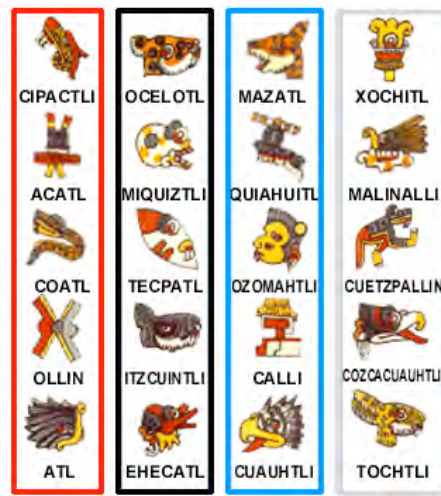 CIPACTLI OCELOTL MAZATL XOCHITL
ACATL MIQUIZTLI QUIAHUITL MALINALLI
COATL TECPATL OZOMAHTLI CUETZPALLIN
OLLIN ITZCUINTLI CALLI COZCACUAUHTLI
ATL EHECATL CUAUHTLI TOCHTLI